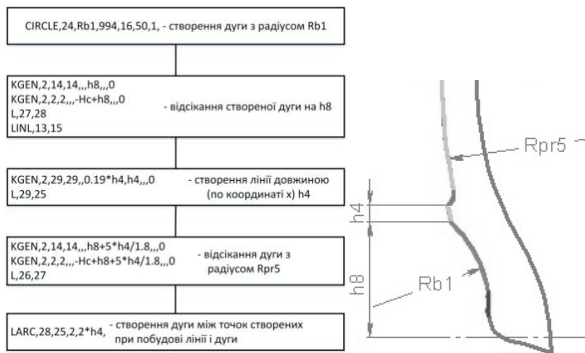 CIRCLE,24,Rb1,994,16,50,1, - створення дуги з радіусом Rb1
KGEN,2,14,14,,,h8,,,0
KGEN,2,2,2,,,-Hc+h8,,,0
L,27,28
LINL,13,15
- відсікання створеної дуги на h8
KGEN,2,29,29,,0.19*h4,h4,,,0
L,29,25
- створення лінії довжиною
(по координаті x) h4
KGEN,2,14,14,,,h8+5*h4/1.8,,,0
KGEN,2,2,2,,,-Hc+h8+5*h4/1.8,,,0
L,26,27
- відсікання дуги з
радіусом Rpr5
LARC,28,25,2,2*h4, - створення дуги між точок створених
при побудові лінії і дуги
Rpr5
h4
h8
Rb1